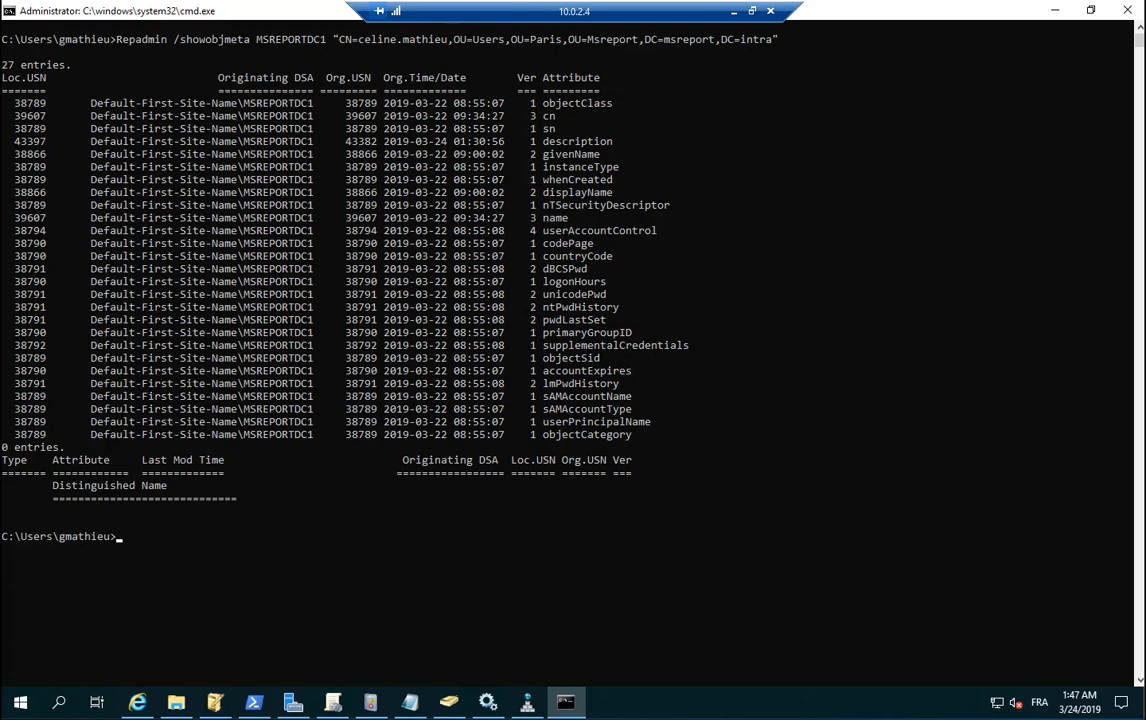 Administrator: C:\windows\system32\cmd.exe
10.0.2.4
C:\Users\gmathieu>Repadmin /showobjmeta MSREPORTDC1 "CN=celine.mathieu,OU=Users,OU=Paris,OU=Msreport,DC=msreport,DC=intra"
27 entries.
Loc.USN Originating DSA Org.USN Org.Time/Date Ver Attribute
======= =============== ========= ============= === =========
38789 Default-First-Site-Name\MSREPORTDC1 38789 2019-03-22 08:55:07 1 objectClass
39607 Default-First-Site-Name\MSREPORTDC1 39607 2019-03-22 09:34:27 3 cn
38789 Default-First-Site-Name\MSREPORTDC1 38789 2019-03-22 08:55:07 1 sn
43397 Default-First-Site-Name\MSREPORTDC1 43382 2019-03-24 01:30:56 1 description
38866 Default-First-Site-Name\MSREPORTDC1 38866 2019-03-22 09:00:02 2 givenName
38789 Default-First-Site-Name\MSREPORTDC1 38789 2019-03-22 08:55:07 1 instanceType
38789 Default-First-Site-Name\MSREPORTDC1 38789 2019-03-22 08:55:07 1 whenCreated
38866 Default-First-Site-Name\MSREPORTDC1 38866 2019-03-22 09:00:02 2 displayName
38789 Default-First-Site-Name\MSREPORTDC1 38789 2019-03-22 08:55:07 1 nTSecurityDescriptor
39607 Default-First-Site-Name\MSREPORTDC1 39607 2019-03-22 09:34:27 3 name
38794 Default-First-Site-Name\MSREPORTDC1 38794 2019-03-22 08:55:08 4 userAccountControl
38790 Default-First-Site-Name\MSREPORTDC1 38790 2019-03-22 08:55:07 1 codePage
38790 Default-First-Site-Name\MSREPORTDC1 38790 2019-03-22 08:55:07 1 countryCode
38791 Default-First-Site-Name\MSREPORTDC1 38791 2019-03-22 08:55:08 2 dBCSPwd
38790 Default-First-Site-Name\MSREPORTDC1 38790 2019-03-22 08:55:07 1 logonHours
38791 Default-First-Site-Name\MSREPORTDC1 38791 2019-03-22 08:55:08 2 unicodePwd
38791 Default-First-Site-Name\MSREPORTDC1 38791 2019-03-22 08:55:08 2 ntPwdHistory
38791 Default-First-Site-Name\MSREPORTDC1 38791 2019-03-22 08:55:08 2 pwdLastSet
38790 Default-First-Site-Name\MSREPORTDC1 38790 2019-03-22 08:55:07 1 primaryGroupID
38792 Default-First-Site-Name\MSREPORTDC1 38792 2019-03-22 08:55:08 1 supplementalCredentials
38789 Default-First-Site-Name\MSREPORTDC1 38789 2019-03-22 08:55:07 1 objectSid
38790 Default-First-Site-Name\MSREPORTDC1 38790 2019-03-22 08:55:07 1 accountExpires
38791 Default-First-Site-Name\MSREPORTDC1 38791 2019-03-22 08:55:08 2 lmPwdHistory
38789 Default-First-Site-Name\MSREPORTDC1 38789 2019-03-22 08:55:07 1 sAMAccountName
38789 Default-First-Site-Name\MSREPORTDC1 38789 2019-03-22 08:55:07 1 sAMAccountType
38789 Default-First-Site-Name\MSREPORTDC1 38789 2019-03-22 08:55:07 1 userPrincipalName
38789 Default-First-Site-Name\MSREPORTDC1 38789 2019-03-22 08:55:07 1 objectCategory
0 entries.
Type Attribute Last Mod Time Originating DSA Loc.USN Org.USN Ver
======= ============ ============= ================= ======= ======= ===
Distinguished Name
=============================
C:\Users\gmathieu>
FRA
1:47 AM
3/24/2019